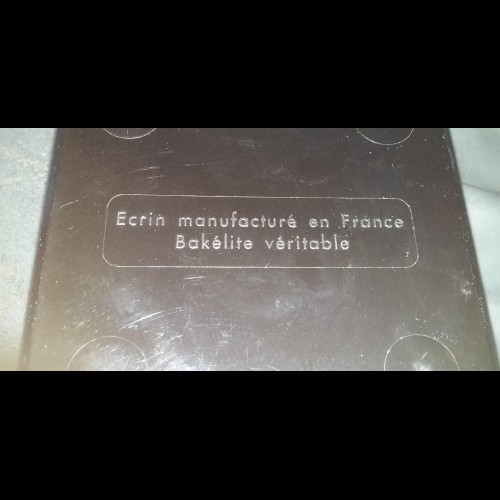 Ecrin manufacturé en France
Bakélite véritable